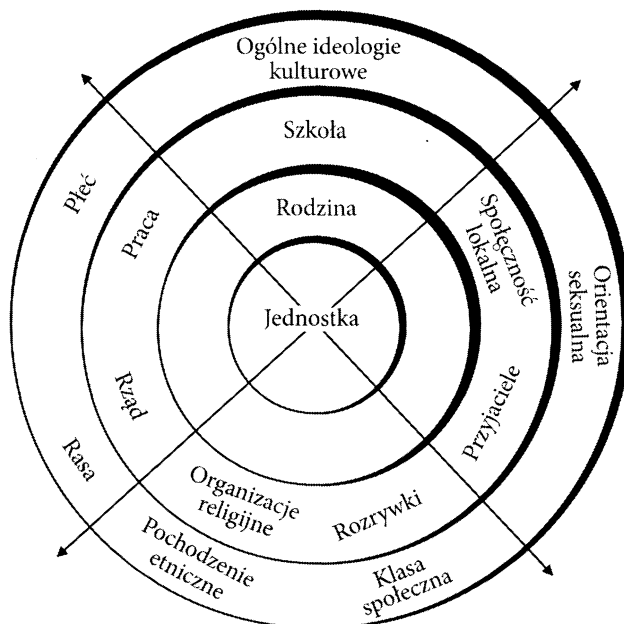 Ogólne ideologie
kulturowe
Szkoła
Płeć
Praca
Rodzina
Społeczność
lokalna
Jednostka
Orientacja
seksualna
Rząd
Przyjaciele
Rasa
Organizacje
religijne
Rozrywki
Pochodzenie
etniczne
Klasa
społeczna